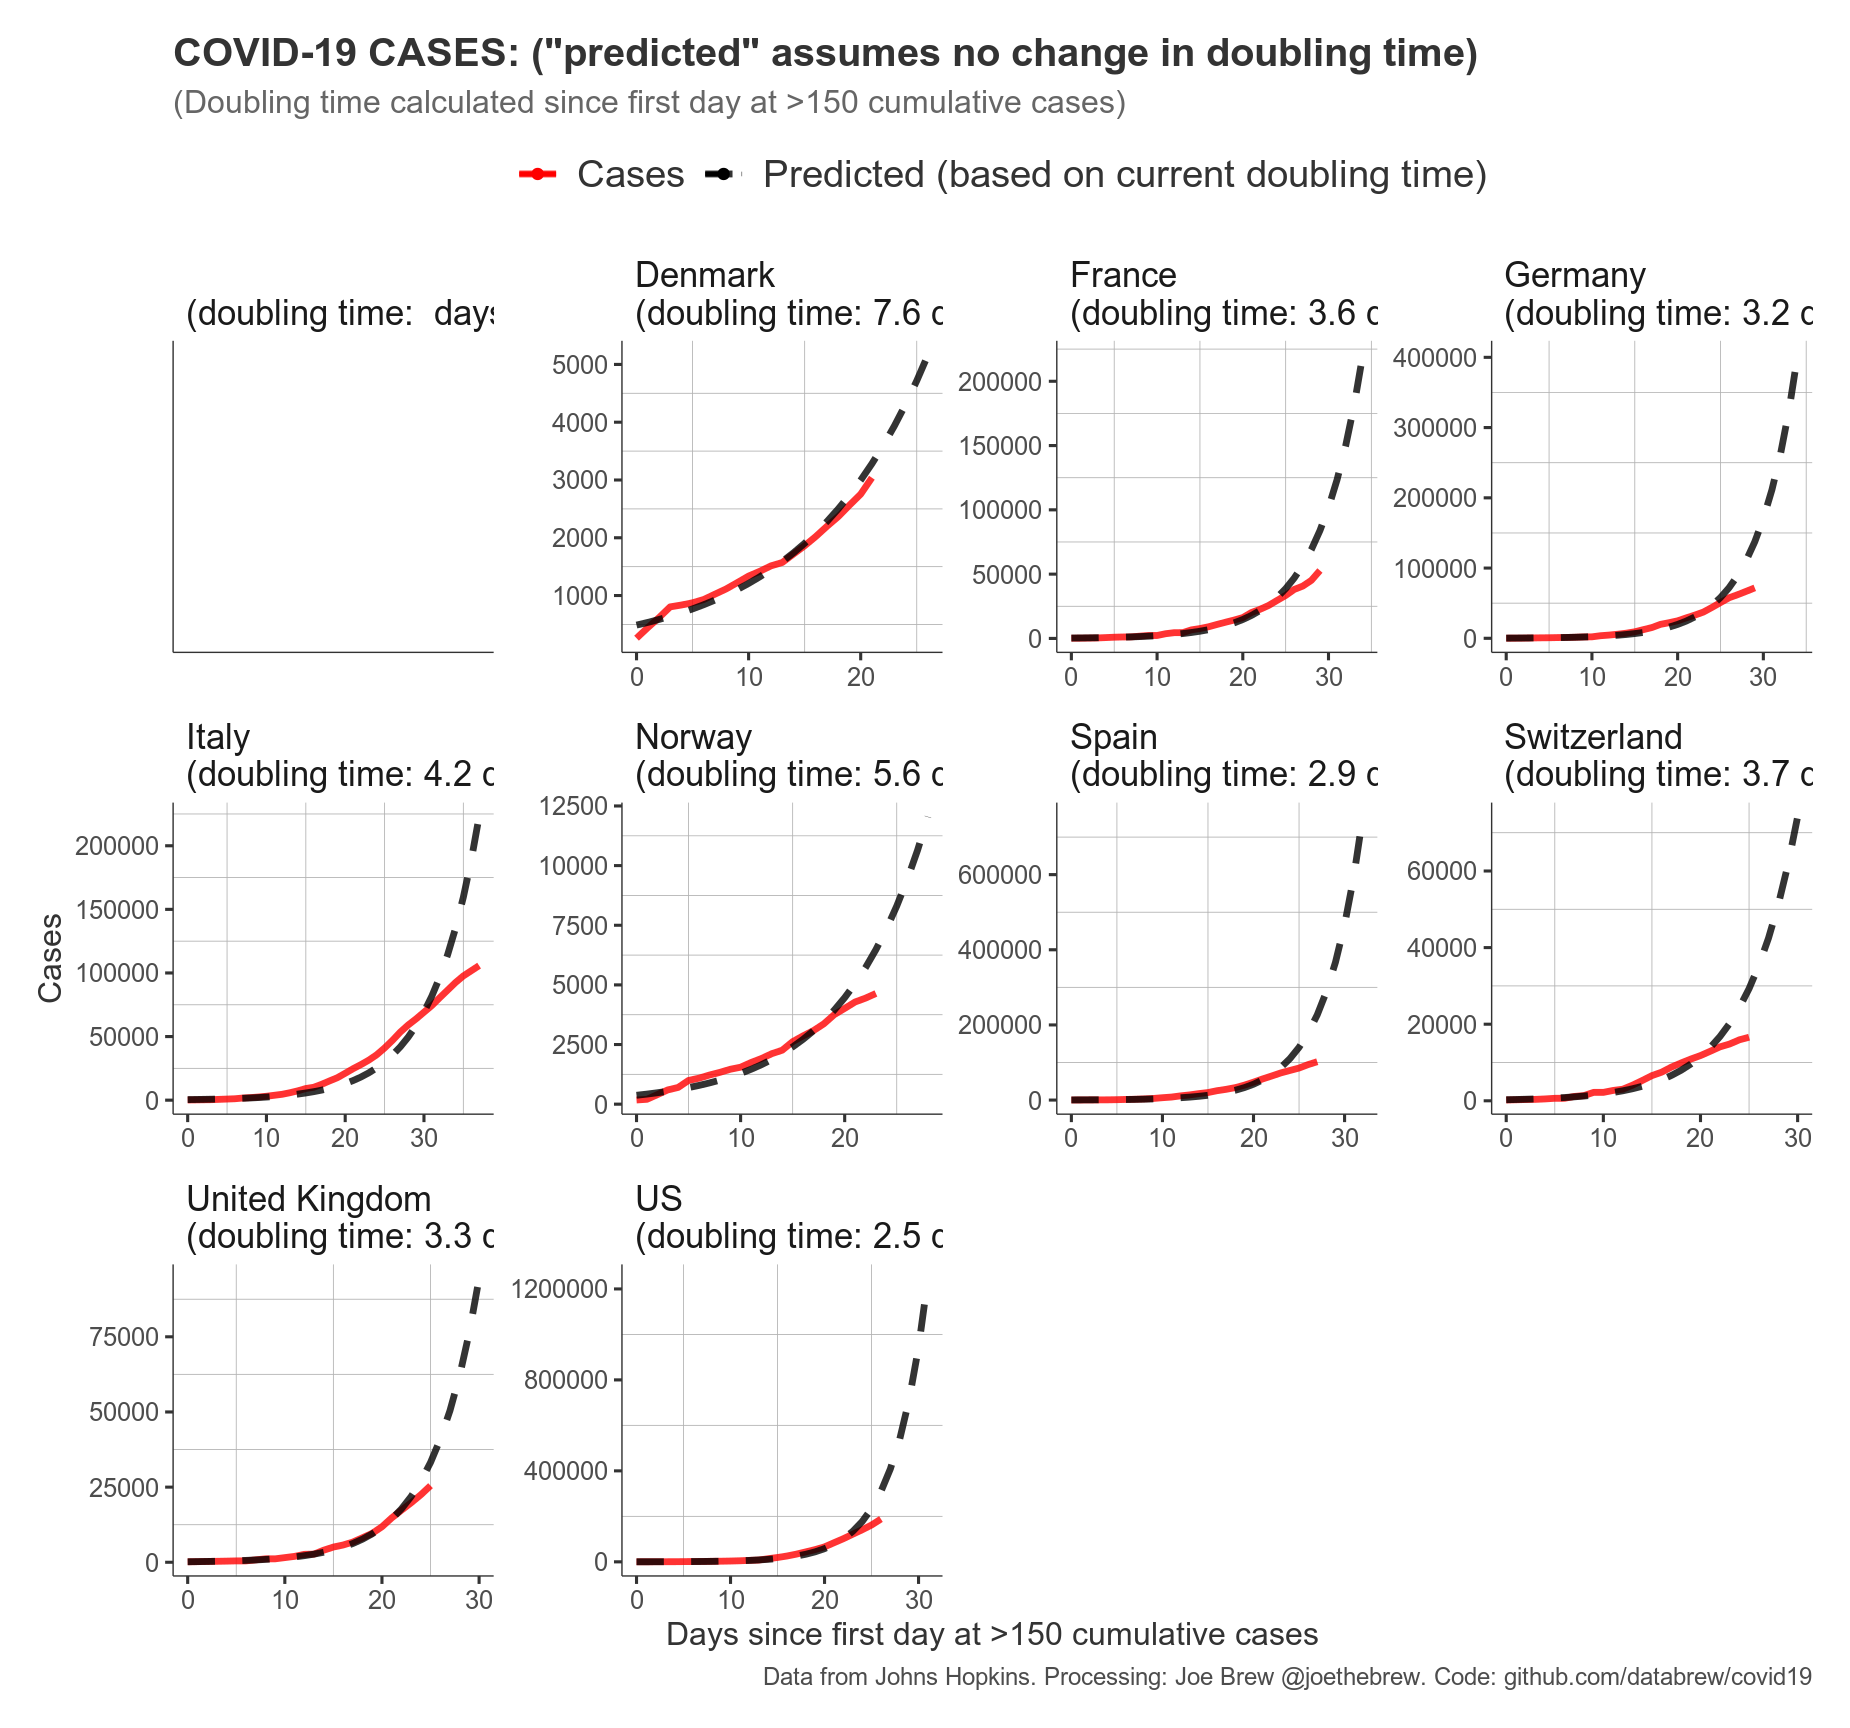 COVID-19 CASES: ("predicted" assumes no change in doubling time)
(Doubling time calculated since first day at >150 cumulative cases)
Cases Predicted (based on current doubling time)
(doubling time: days
Denmark
(doubling time: 7.6 d
France
(doubling time: 3.6 d
Germany
(doubling time: 3.2 d
5000
4000
3000
2000
1000
0 10 20
200000
150000
100000
50000
0
0 10 20 30
400000
300000
200000
100000
0
0 10 20 30
Cases
Italy
(doubling time: 4.2 d
200000
150000
100000
50000
0
0 10 20 30
Norway
(doubling time: 5.6 d
12500
10000
7500
5000
2500
0
0 10 20
Spain
(doubling time: 2.9 d
600000
400000
200000
0
0 10 20 30
Switzerland
(doubling time: 3.7 d
60000
40000
20000
0
0 10 20 30
United Kingdom
(doubling time: 3.3 d
75000
50000
25000
0
0 10 20 30
US
(doubling time: 2.5 d
1200000
800000
400000
0
0 10 20 30
Days since first day at >150 cumulative cases
Data from Johns Hopkins. Processing: Joe Brew @joethebrew. Code: github.com/databrew/covid19